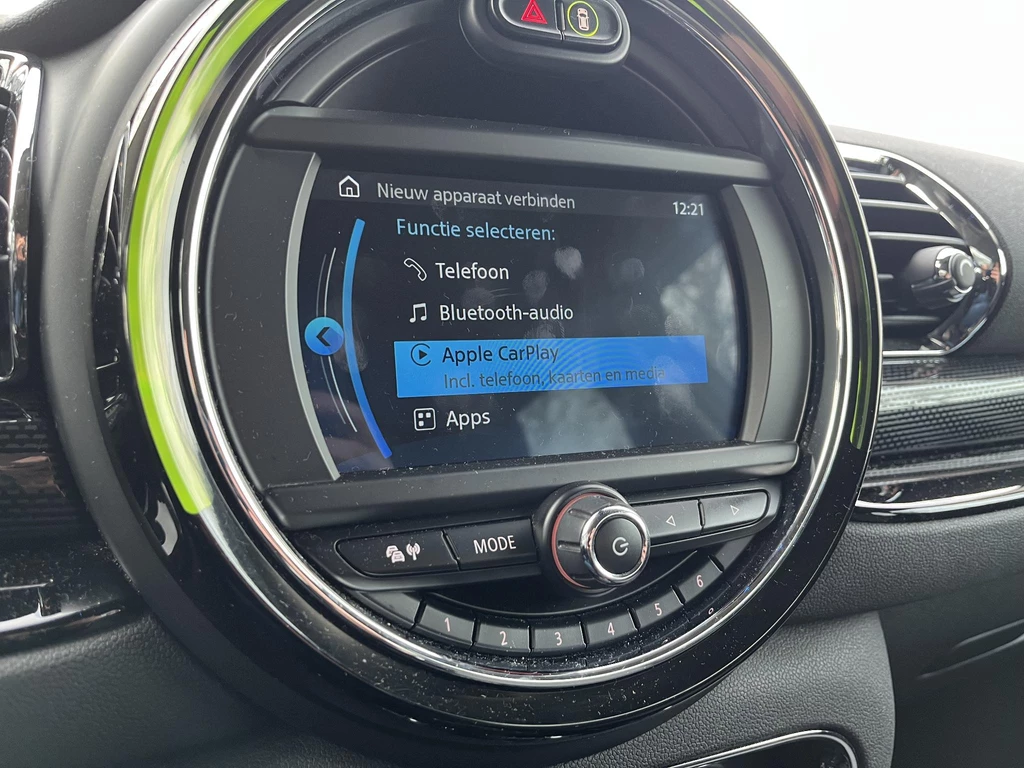 Nieuw apparaat verbinden
12:21
Functie selecteren:
Telefoon
Bluetooth-audio
Apple CarPlay
Incl. telefoon, kaarten en media
Apps
MODE
1 2 3 4 5 6